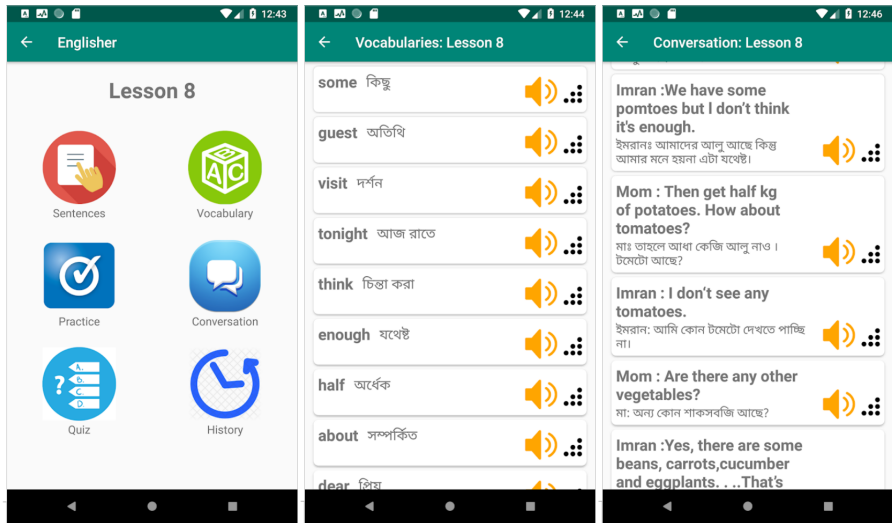 12:43
Englisher
Lesson 8
Sentences
Vocabulary
Practice
Conversation
Quiz
History
12:44
Vocabularies: Lesson 8
some কিছু
guest অতিথি
visit দর্শন
tonight আজ রাতে
think চিন্তা করা
enough যথেষ্ট
half অর্ধেক
about সম্পর্কিত
dear প্রিয়
12:46
Conversation: Lesson 8
Imran :We have some
pomtoes but I don't think
it's enough.
ইমরানঃ আমাদের আলু আছে কিন্তু
আমার মনে হয়না এটা যথেষ্ট।
Mom : Then get half kg
of potatoes. How about
tomatoes?
মাঃ তাহলে আধা কেজি আলু নাও ।
টমেটো আছে?
Imran : I don't see any
tomatoes.
ইমরান: আমি কোন টমেটো দেখতে পাচ্ছি
না।
Mom : Are there any other
vegetables?
মা: অন্য কোন শাকসবজি আছে?
Imran :Yes, there are some
beans, carrots,cucumber
and eggplants. . ..That's